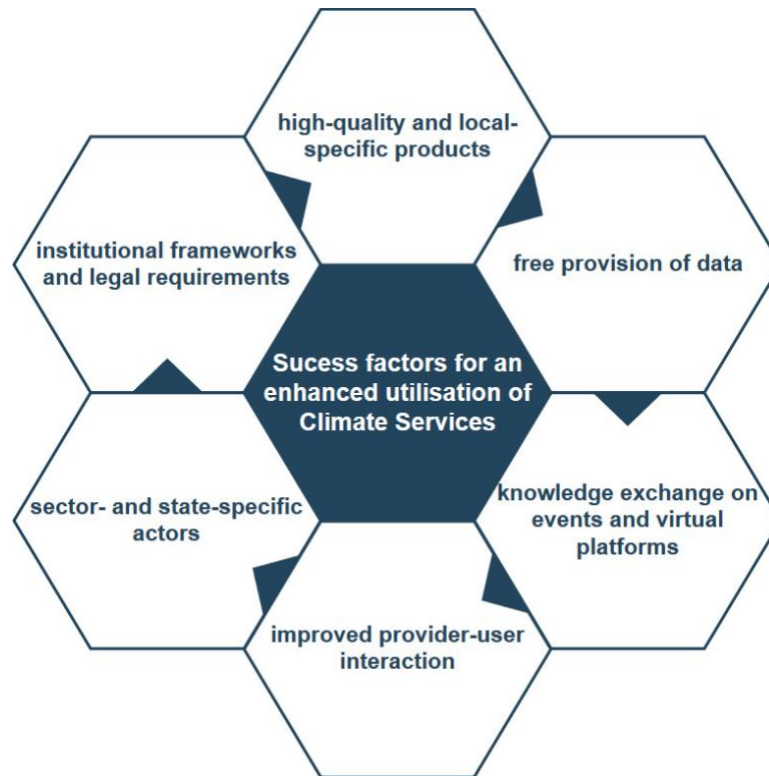 high-quality and local-
specific products
institutional frameworks
and legal requirements
free provision of data
Sucess factors for an
enhanced utilisation of
Climate Services
sector- and state-specific
actors
knowledge exchange on
events and virtual
platforms
improved provider-user
interaction